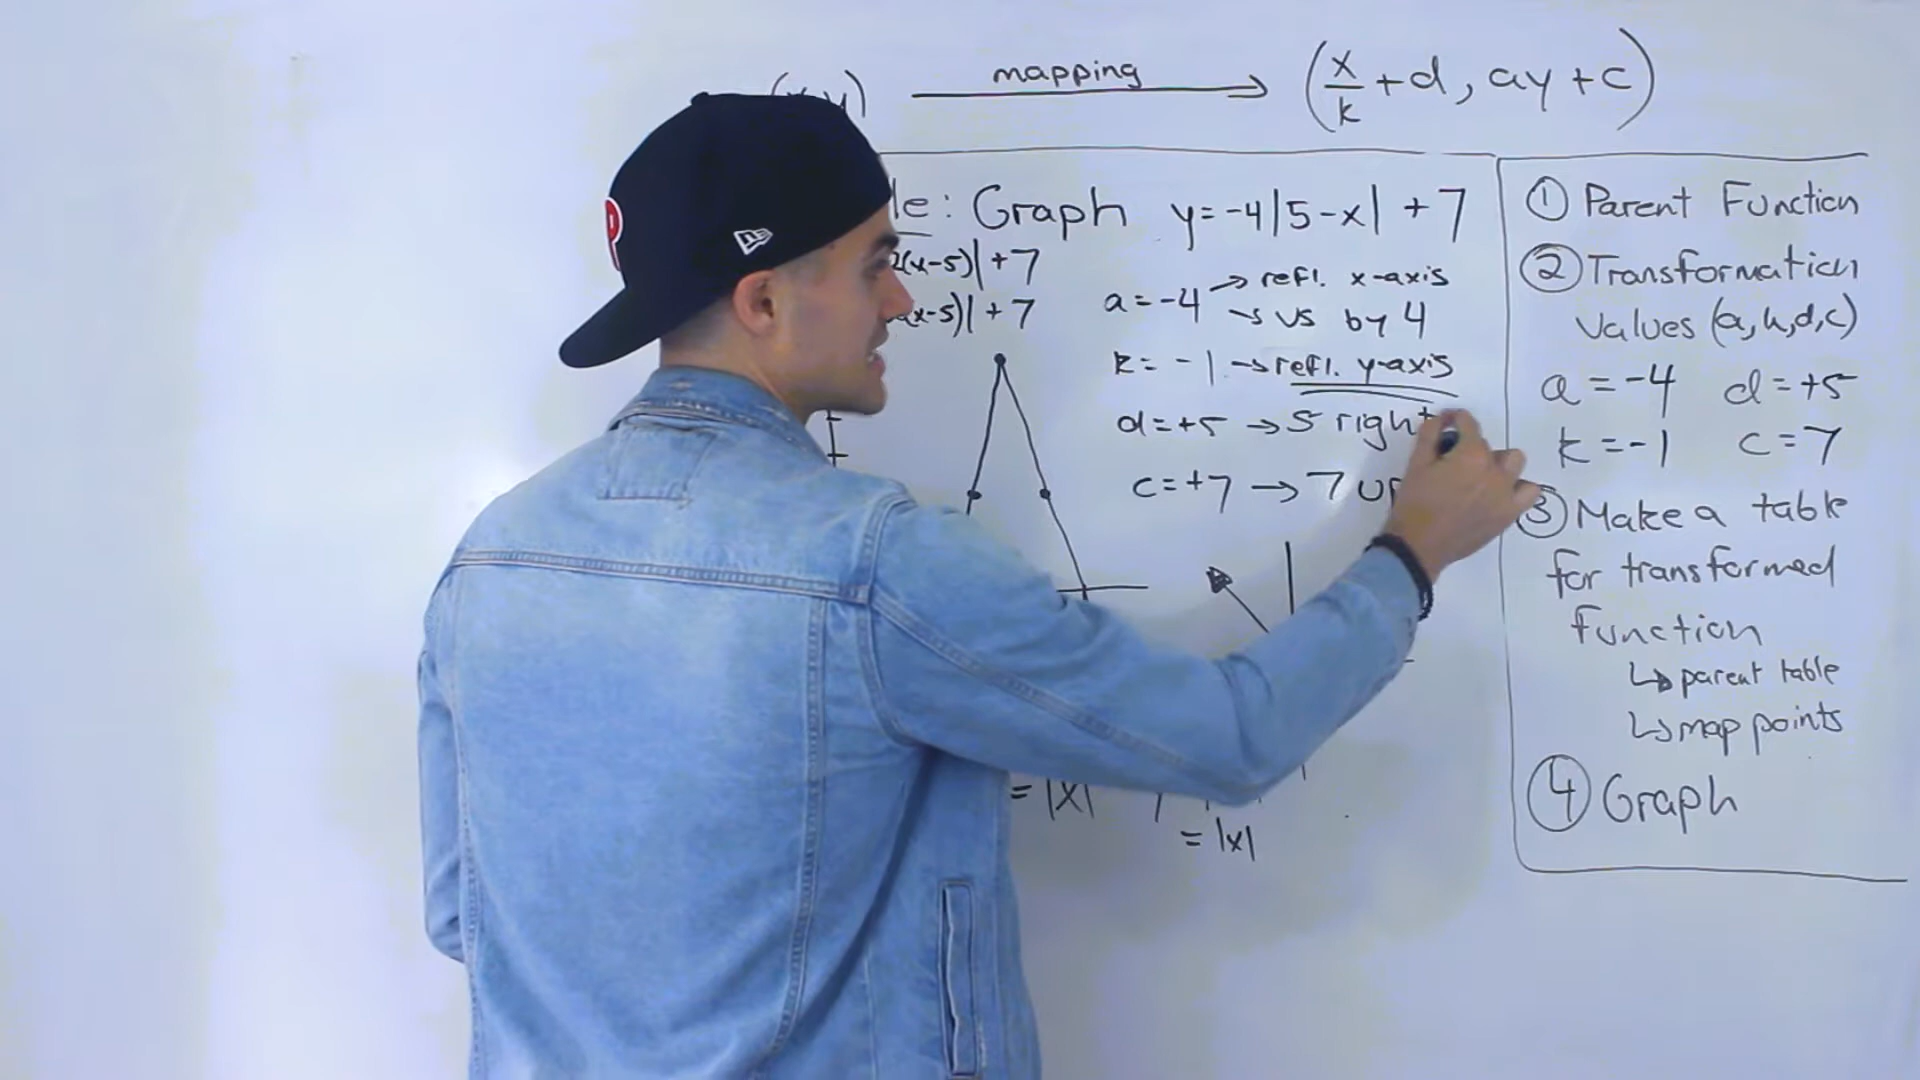 (x,y) mapping → (x/k + d, ay + c)
le: Graph y = -4|5-x| + 7
(x-5)| + 7
x-5)| + 7
a = -4 → refl. x-axis
→ vs by 4
k = -1 → refl. y-axis
d = +5 → 5 right
c = +7 → 7 up
= |x|
= |x|
① Parent Function
② Transformation
Values (a, k, d, c)
a = -4 d = +5
k = -1 c = 7
③ Make a table
for transformed
function
↳ parent table
↳ map points
④ Graph